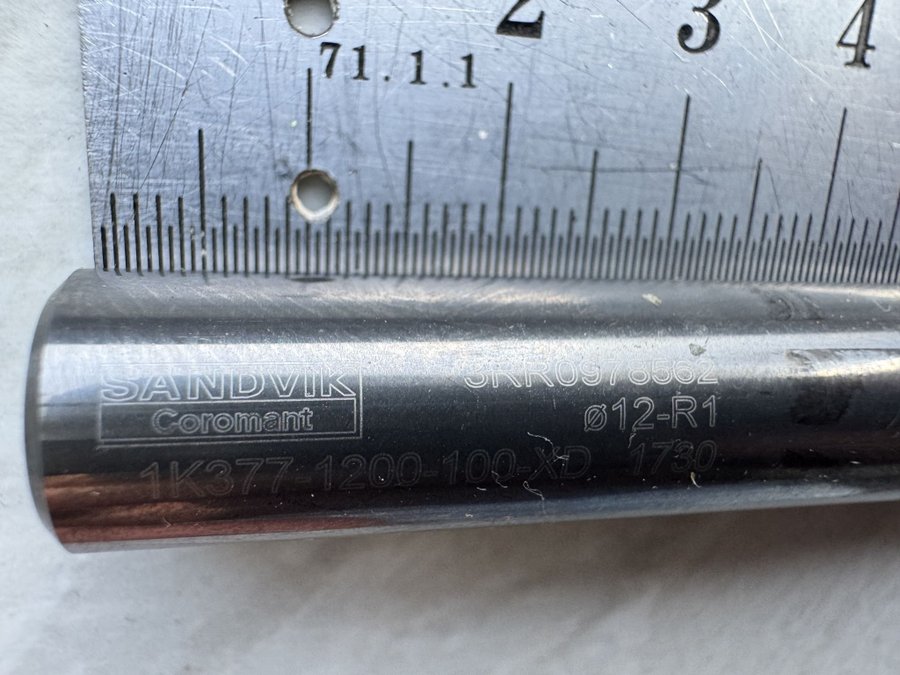 2 3 4
71.1.1
SANDVIK 3RR0978562
Coromant ø12-R1
1K377-1200-100-XD 1730